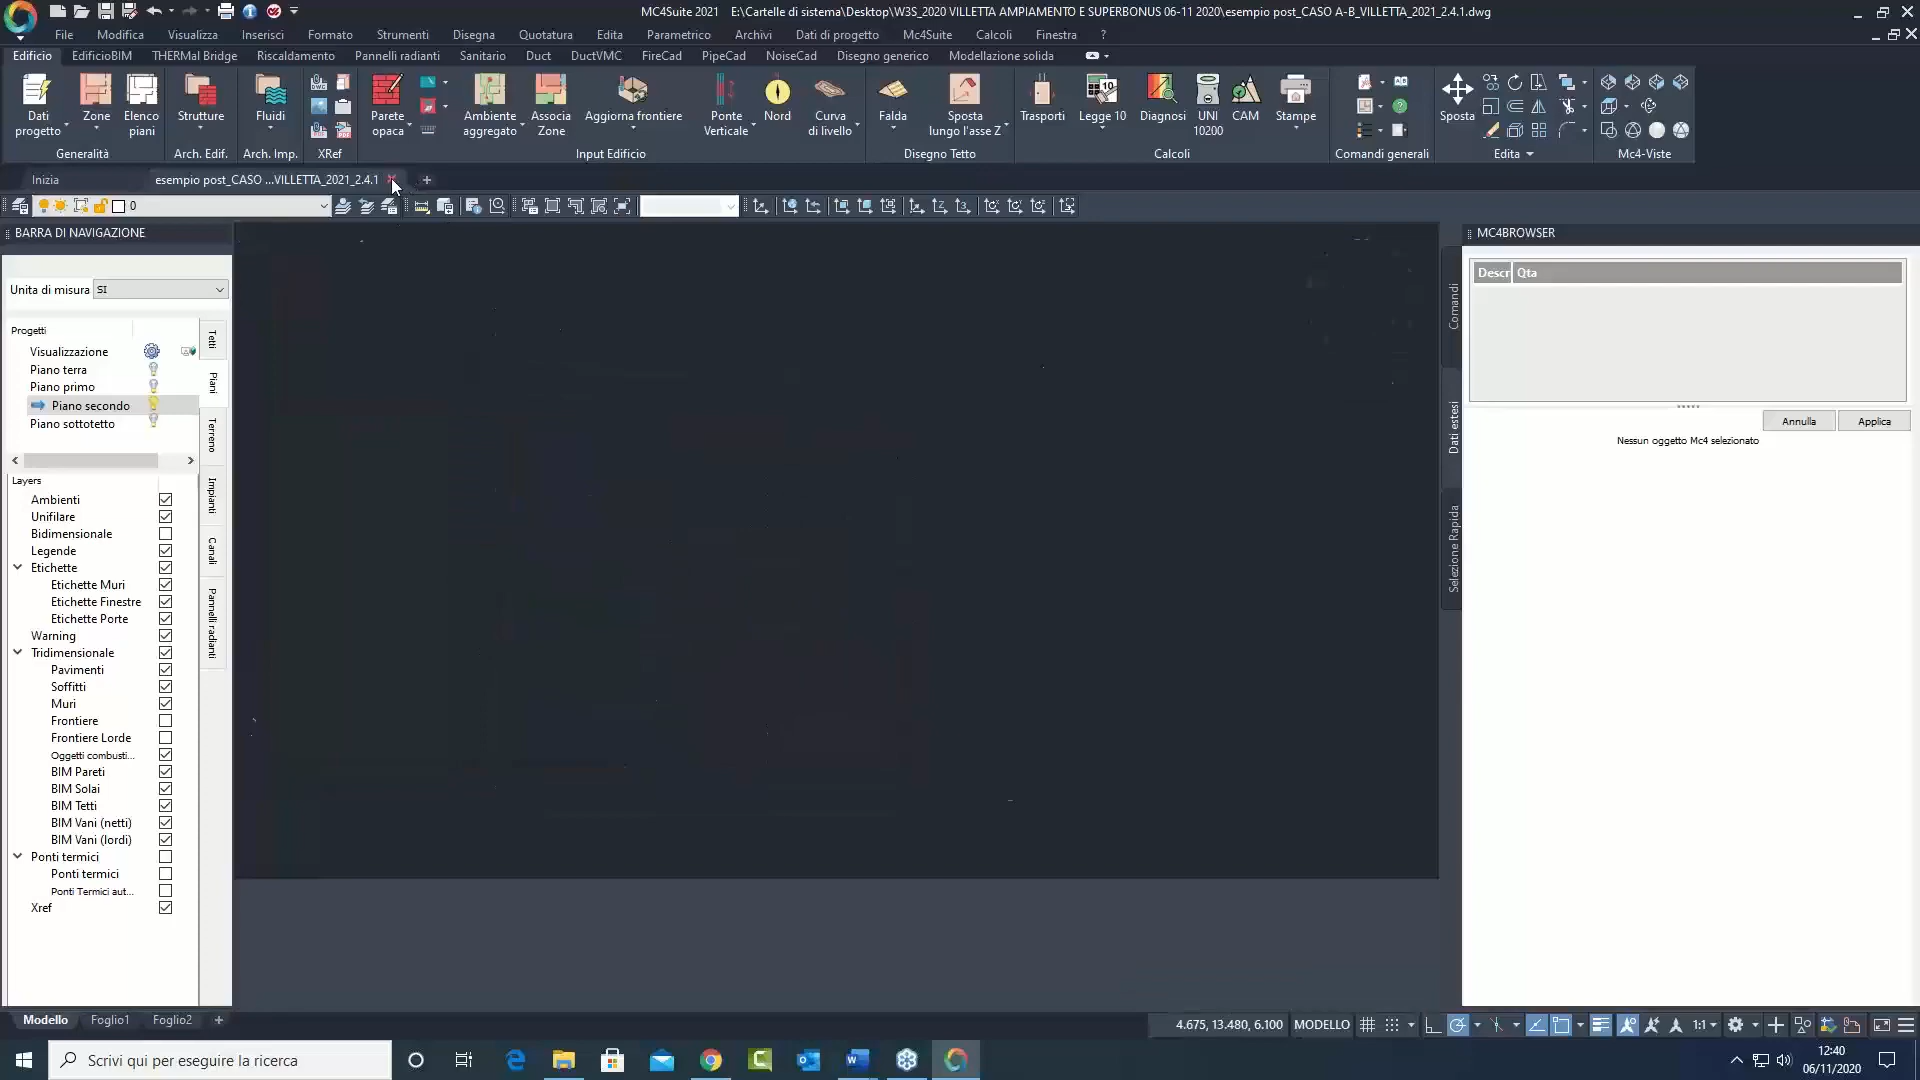 MC4Suite 2021 E:\Cartelle di sistema\Desktop\W3S_2020 VILLETTA AMPIAMENTO E SUPERBONUS 06-11 2020\esempio post_CASO A-B_VILLETTA_2021_2.4.1.dwg
File Modifica Visualizza Inserisci Formato Strumenti Disegna Quotatura Edita Parametrico Archivi Dati di progetto Mc4Suite Calcoli Finestra ?
Edificio EdificioBIM THERMal Bridge Riscaldamento Pannelli radianti Sanitario Duct DuctVMC FireCad PipeCad NoiseCad Disegno generico Modellazione solida
Dati progetto Zone Elenco piani Strutture Fluidi Parete opaca Ambiente aggregato Associa Zone Aggiorna frontiere Ponte Verticale Nord Curva di livello Falda Sposta lungo l'asse Z Trasporti Legge 10 Diagnosi UNI 10200 CAM Stampe Sposta
Generalità Arch. Edif. Arch. Imp. XRef Input Edificio Disegno Tetto Calcoli Comandi generali Edita Mc4-Viste
Inizia esempio post_CASO ...VILLETTA_2021_2.4.1
0
BARRA DI NAVIGAZIONE
MC4BROWSER
Unita di misura SI
Descr Qta
Progetti
Visualizzazione
Piano terra
Piano primo
Piano secondo
Piano sottotetto
Tetti
Piani
Terreno
Impianti
Canali
Pannelli radianti
Comandi
Dati estesi
Selezione Rapida
Annulla Applica
Nessun oggetto Mc4 selezionato
Layers
Ambienti
Unifilare
Bidimensionale
Legende
Etichette
Etichette Muri
Etichette Finestre
Etichette Porte
Warning
Tridimensionale
Pavimenti
Soffitti
Muri
Frontiere
Frontiere Lorde
Oggetti combusti...
BIM Pareti
BIM Solai
BIM Tetti
BIM Vani (netti)
BIM Vani (lordi)
Ponti termici
Ponti termici
Ponti Termici aut...
Xref
Modello Foglio1 Foglio2 +
4.675, 13.480, 6.100 MODELLO 1:1
Scrivi qui per eseguire la ricerca
12:40
06/11/2020